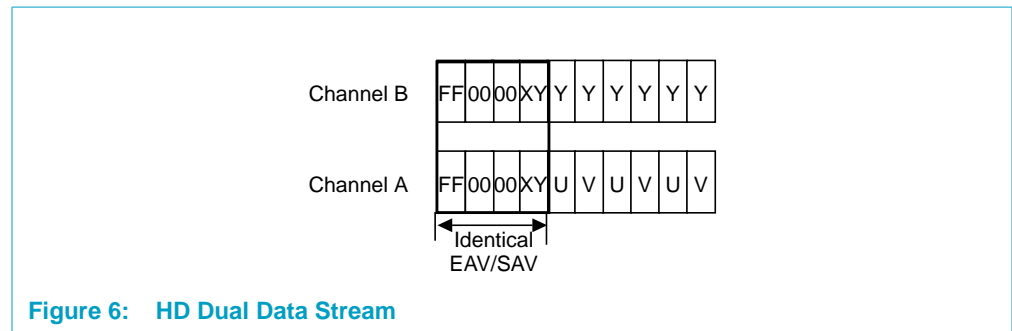 Channel B FF 00 00 XY Y Y Y Y Y Y
Channel A FF 00 00 XY U V U V U V
Identical
EAV/SAV
Figure 6: HD Dual Data Stream